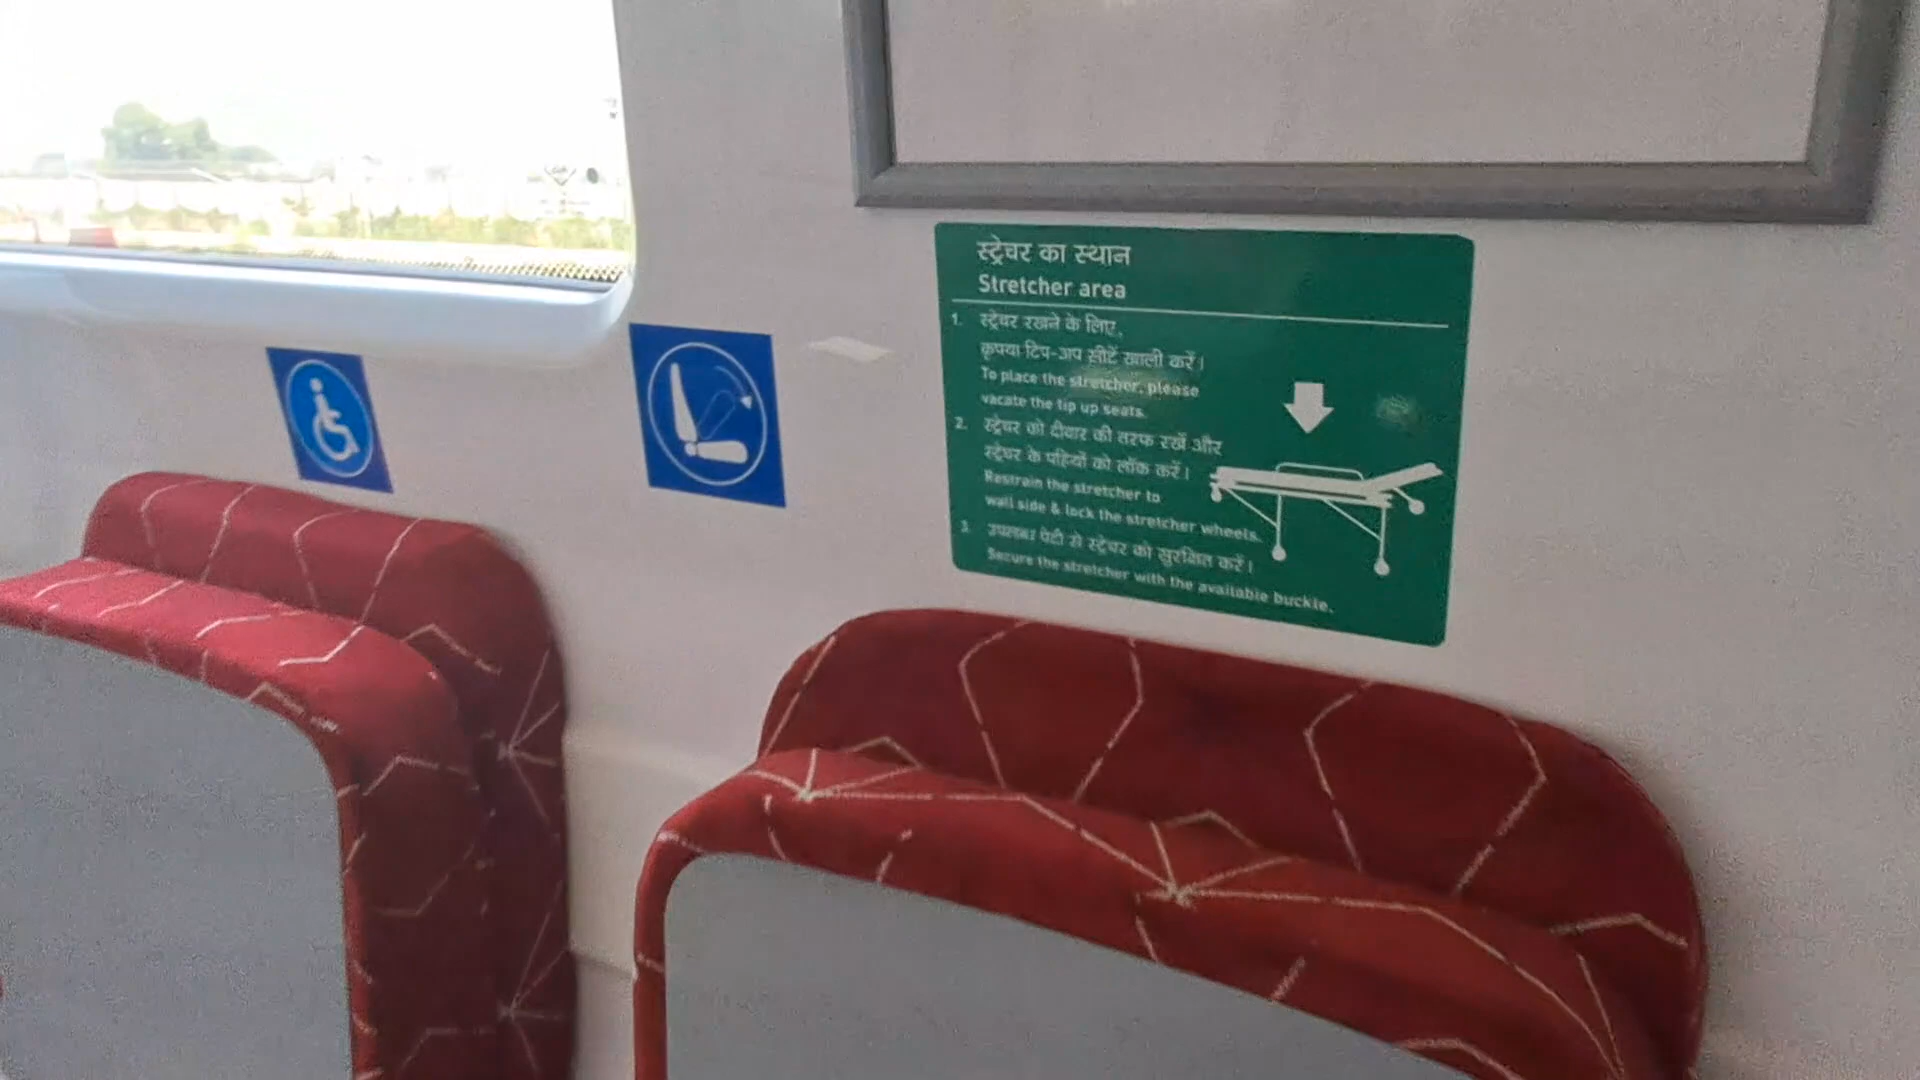 स्ट्रेचर का स्थान
Stretcher area
1. स्ट्रेचर रखने के लिए,
कृपया टिप-अप सीटें खाली करें।
To place the stretcher, please
vacate the tip up seats.
2. स्ट्रेचर को दीवार की तरफ रखें और
स्ट्रेचर के पहियों को लॉक करें।
Restrain the stretcher to
wall side & lock the stretcher wheels.
3. उपलब्ध पेटी से स्ट्रेचर को सुरक्षित करें।
Secure the stretcher with the available buckle.